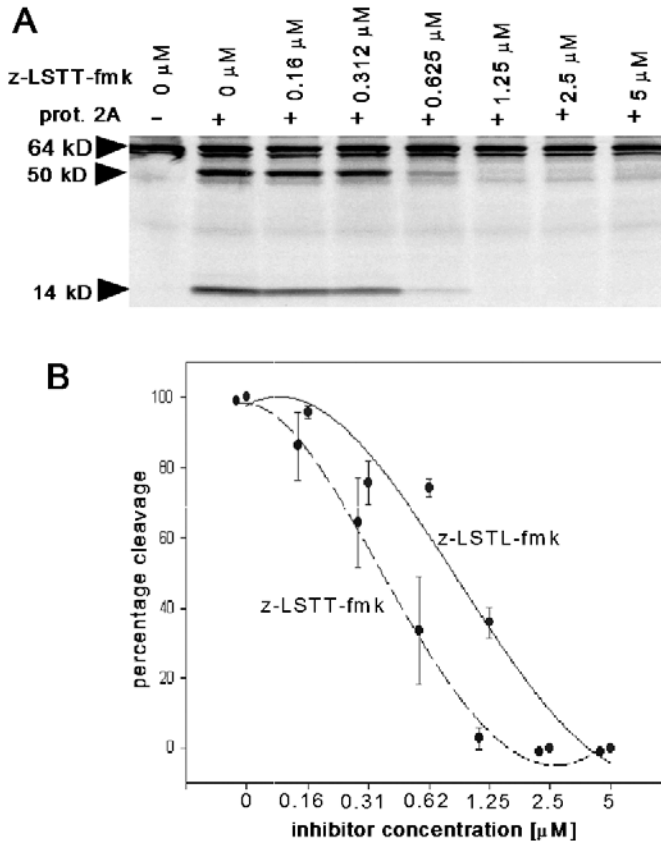 A
z-LSTT-fmk 0 μM 0 μM 0.16 μM 0.312 μM 0.625 μM 1.25 μM 2.5 μM 5 μM
prot. 2A - + + + + + + +
64 kD
50 kD
14 kD
B
100
80
60
40
20
0
percentage cleavage
z-LSTL-fmk
z-LSTT-fmk
0 0.16 0.31 0.62 1.25 2.5 5
inhibitor concentration [μM]